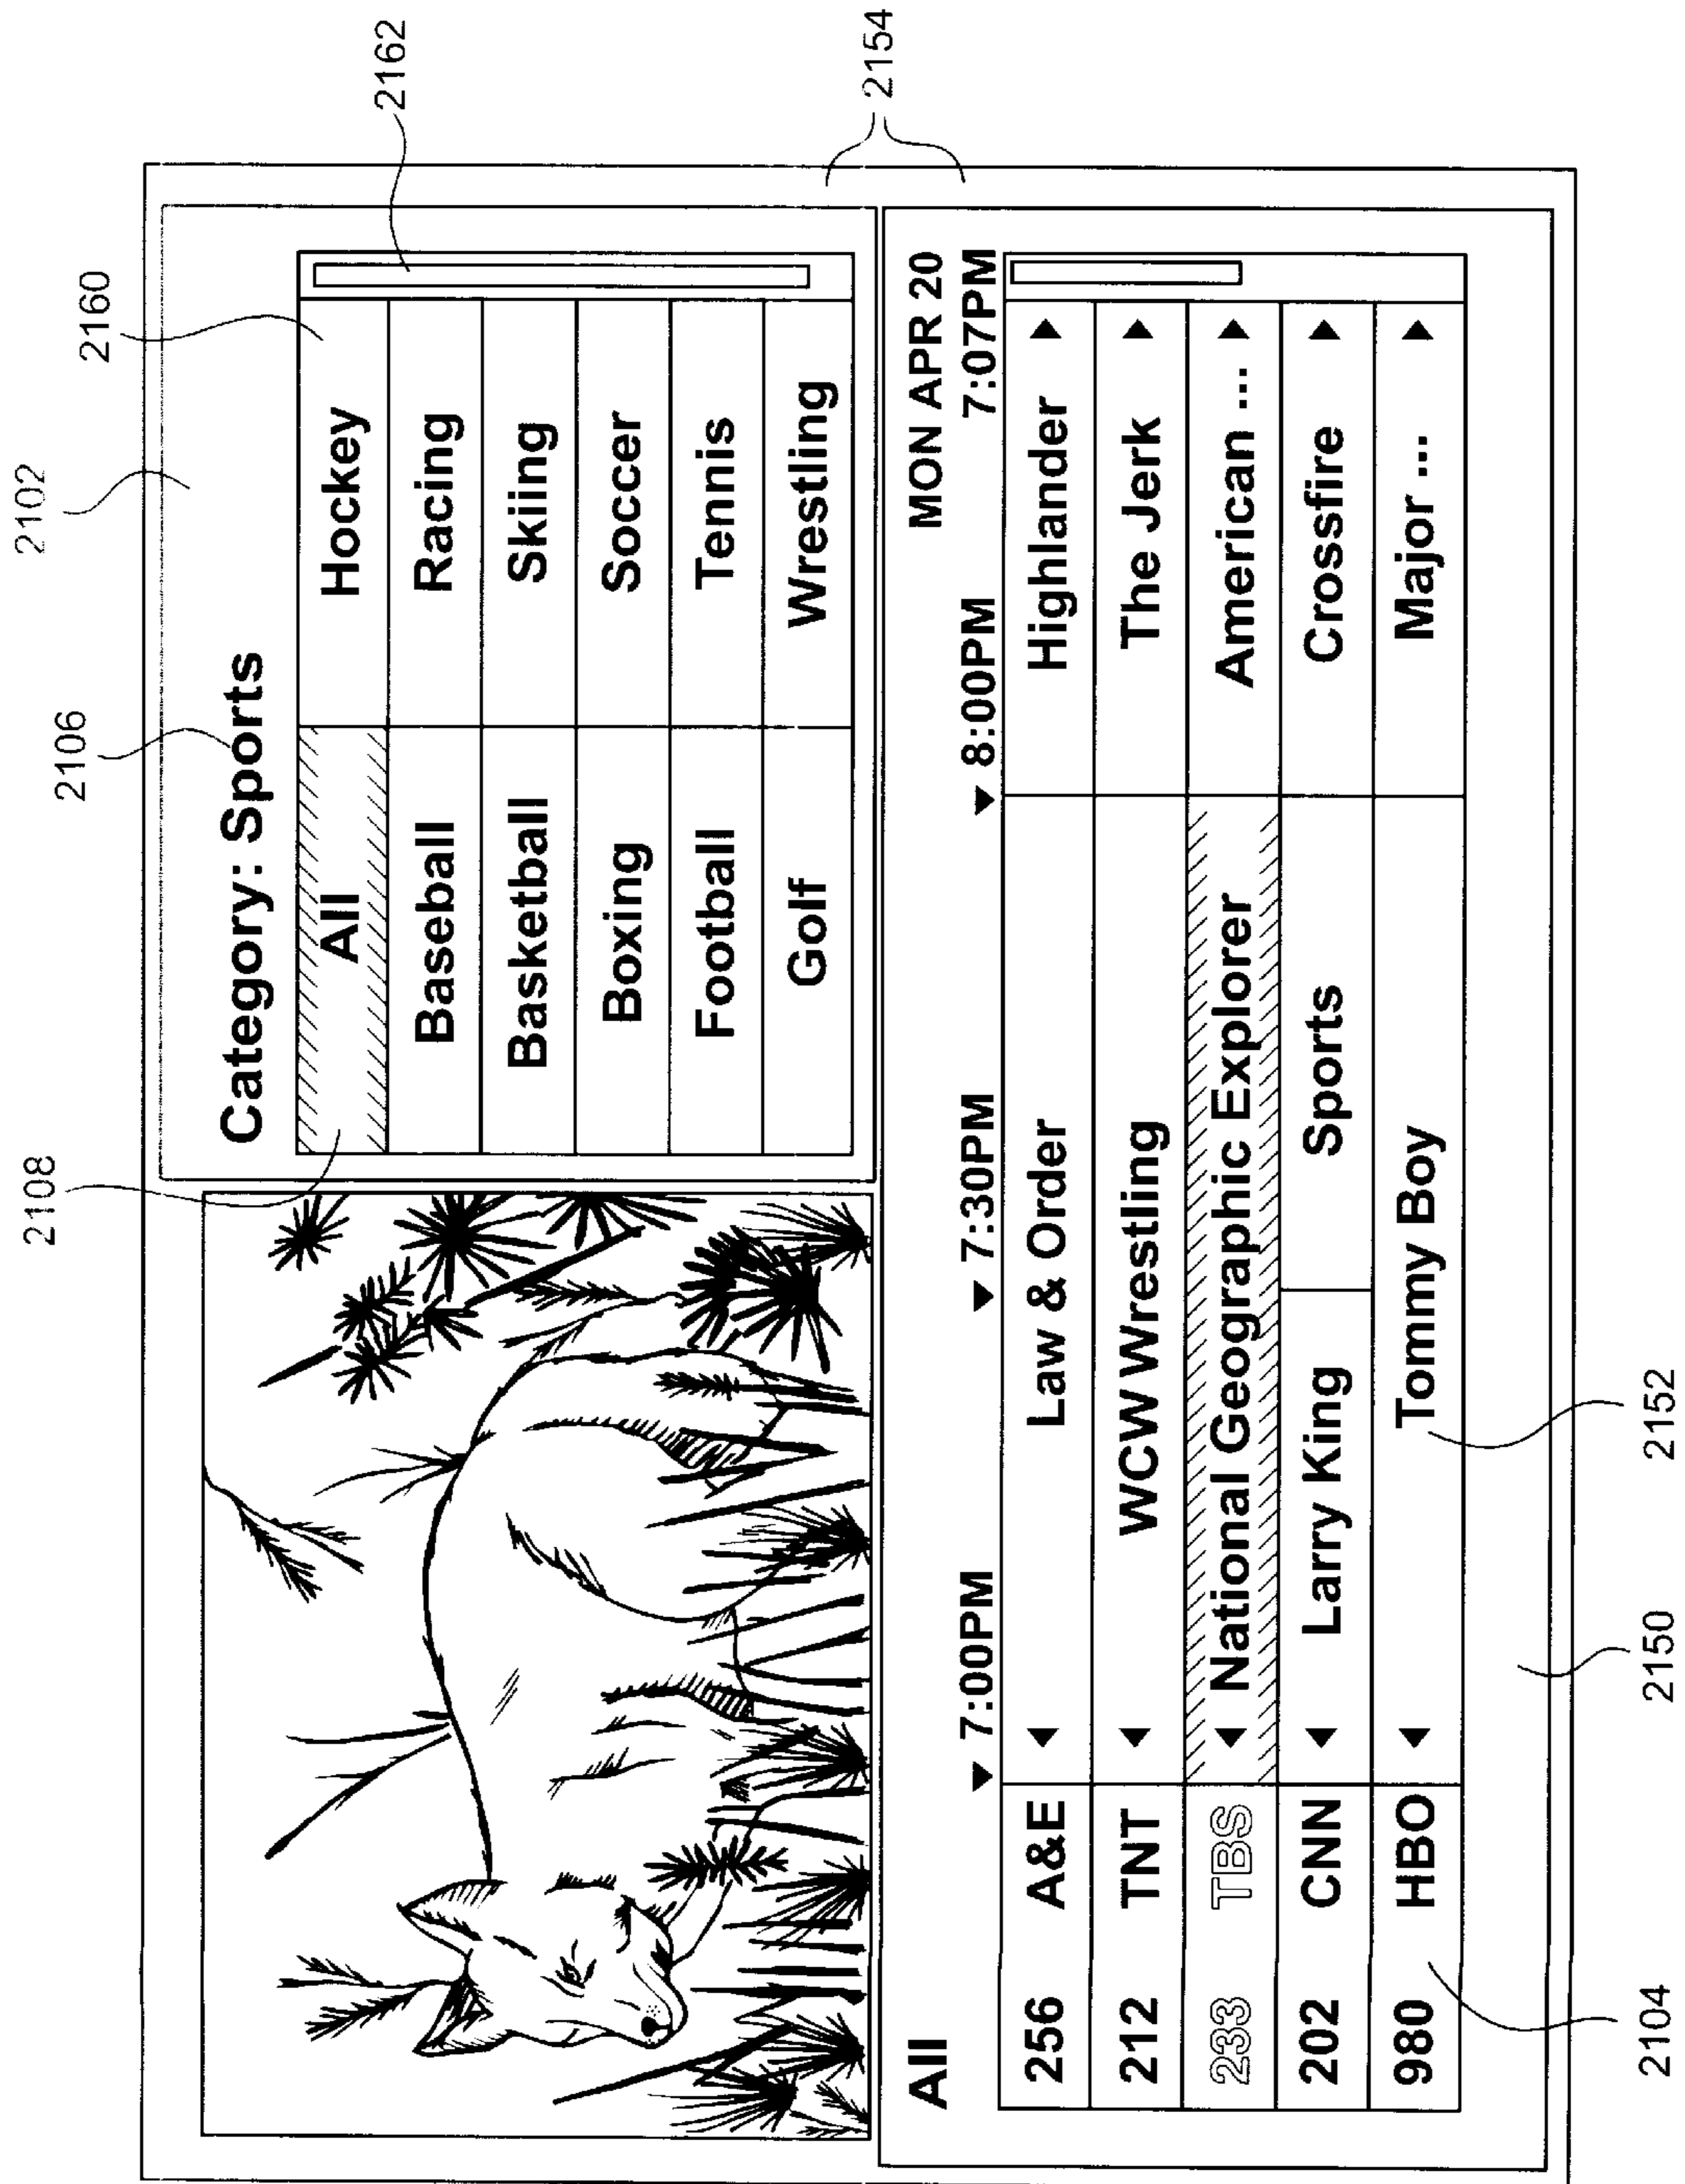 2108
2106
2160
2102
2162
2154
Category: Sports
All Hockey
Baseball Racing
Basketball Skiing
Boxing Soccer
Football Tennis
Golf Wrestling
All MON APR 20
▼ 7:00PM ▼ 7:30PM ▼ 8:00PM 7:07PM
256 A&E ◀ Law & Order Highlander ▶
212 TNT ◀ WCW Wrestling The Jerk ▶
233 TBS ◀ National Geographic Explorer American ... ▶
202 CNN ◀ Larry King Sports Crossfire ▶
980 HBO ◀ Tommy Boy Major ... ▶
2104
2150
2152